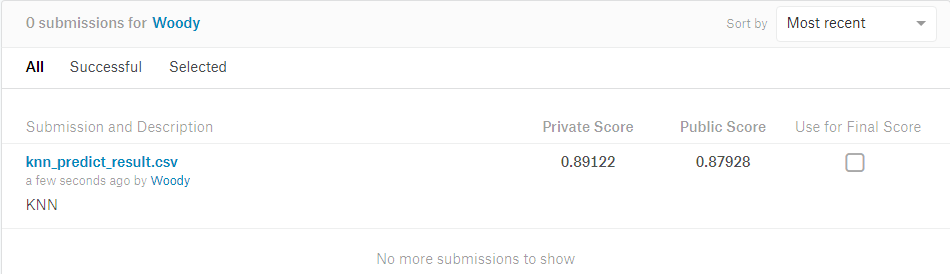 0 submissions for Woody Sort by Most recent
All Successful Selected
Submission and Description Private Score Public Score Use for Final Score
knn_predict_result.csv 0.89122 0.87928
a few seconds ago by Woody
KNN
No more submissions to show